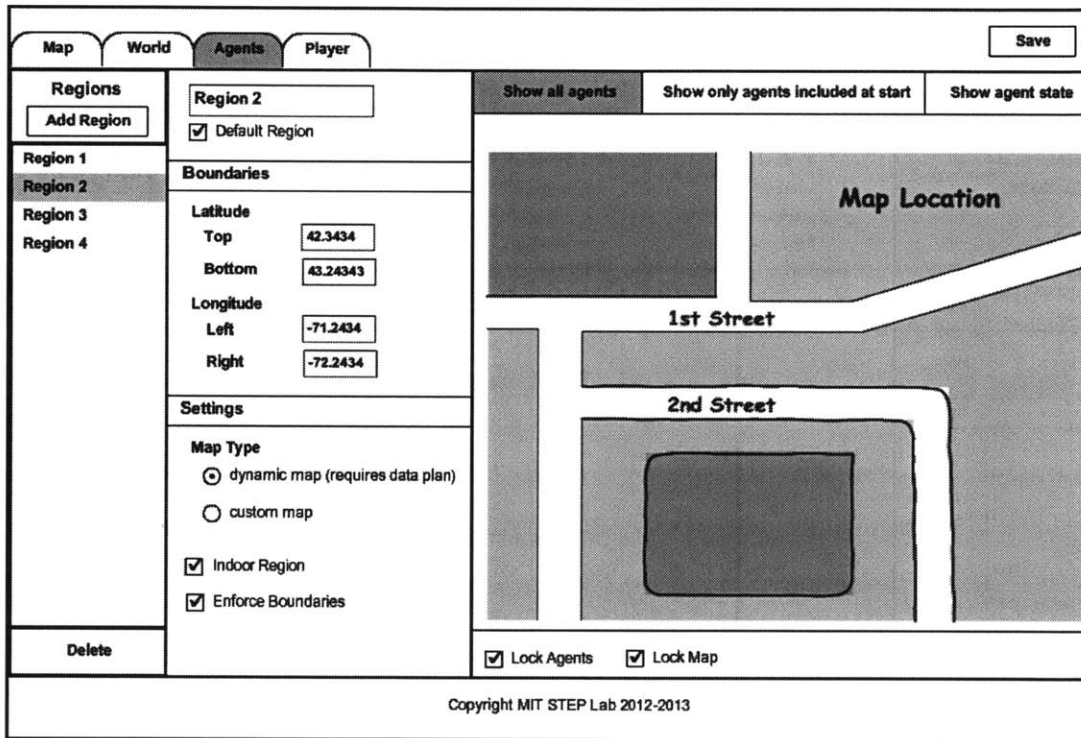 Map World Agents Player Save
Regions
Add Region
Region 1
Region 2
Region 3
Region 4
Delete
Region 2
Default Region
Boundaries
Latitude
Top 42.3434
Bottom 43.24343
Longitude
Left -71.2434
Right -72.2434
Settings
Map Type
dynamic map (requires data plan)
custom map
Indoor Region
Enforce Boundaries
Show all agents Show only agents included at start Show agent state
Map Location
1st Street
2nd Street
Lock Agents Lock Map
Copyright MIT STEP Lab 2012-2013